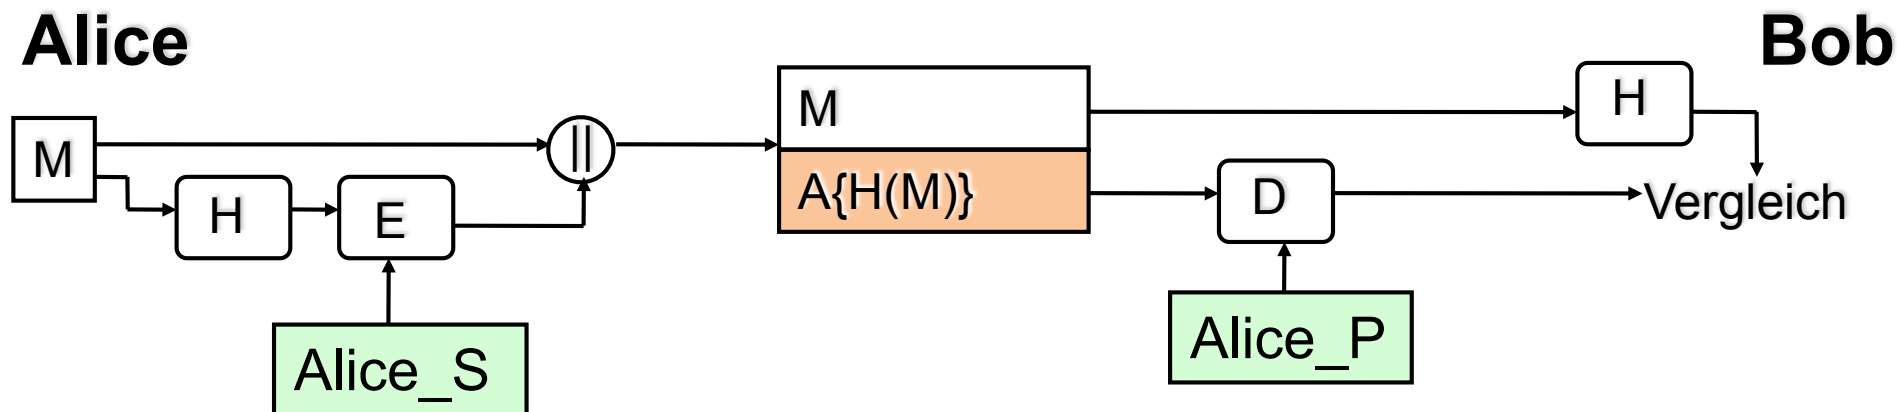 Alice
Bob
M
H
E
||
Alice_S
M
A{H(M)}
D
Alice_P
H
Vergleich